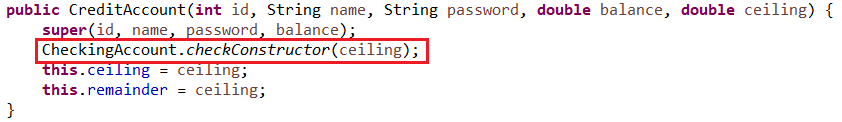 public CreditAccount(int id, String name, String password, double balance, double ceiling) {
super(id, name, password, balance);
CheckingAccount.checkConstructor(ceiling);
this.ceiling = ceiling;
this.remainder = ceiling;
}